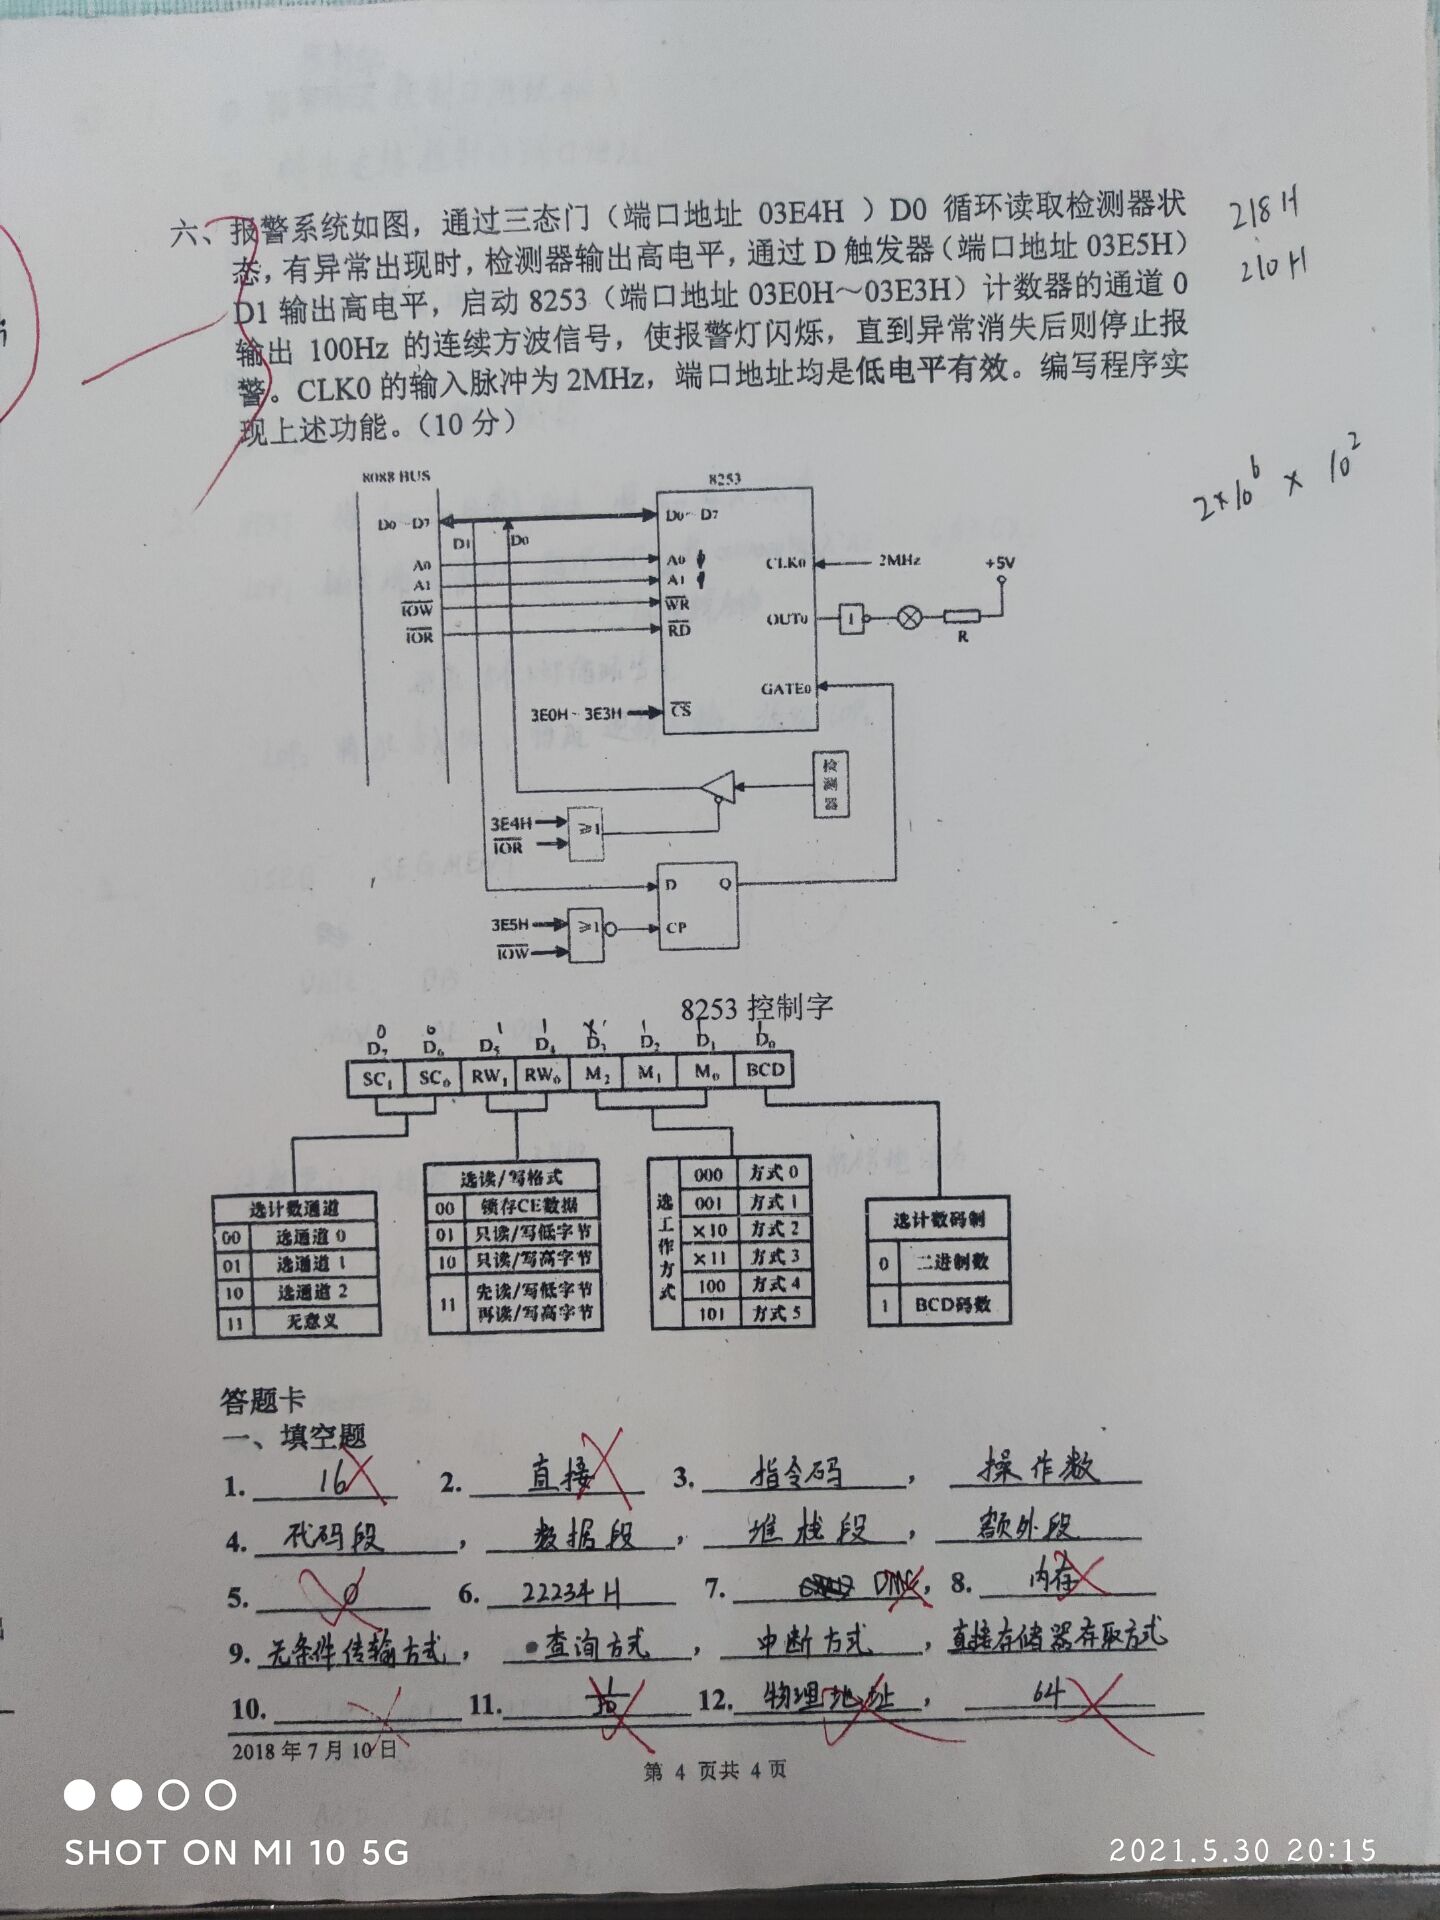 六、报警系统如图，通过三态门（端口地址 03E4H ）D0 循环读取检测器状
态，有异常出现时，检测器输出高电平，通过 D 触发器（端口地址 03E5H）
D1 输出高电平，启动 8253（端口地址 03E0H～03E3H）计数器的通道 0
输出 100Hz 的连续方波信号，使报警灯闪烁，直到异常消失后则停止报
警。CLK0 的输入脉冲为 2MHz，端口地址均是低电平有效。编写程序实
现上述功能。（10 分）
218H
210H
2×10⁶ × 10²
8088 BUS
8253
D0~D7
D1
D0
D0~D7
A0
A0
CLK0
2MHz
+5V
A1
A1
IOW
WR
OUT0
1
R
IOR
RD
GATE0
3E0H~3E3H
CS
检测器
3E4H
IOR
≥1
D
Q
3E5H
IOW
≥1
CP
8253 控制字
0 0 1 1 X 1 1 1
D7 D6 D5 D4 D3 D2 D1 D0
SC1 SC0 RW1 RW0 M2 M1 M0 BCD
选计数通道
00 选通道 0
01 选通道 1
10 选通道 2
11 无意义
选读/写格式
00 锁存CE数据
01 只读/写低字节
10 只读/写高字节
11 先读/写低字节
再读/写高字节
选工作方式
000 方式 0
001 方式 1
×10 方式 2
×11 方式 3
100 方式 4
101 方式 5
选计数码制
0 二进制数
1 BCD码数
答题卡
一、填空题
1. 16 2. 直接 3. 指令码， 操作数
4. 代码段， 数据段， 堆栈段， 额外段
5. 0 6. 22234H 7. DMC， 8. 内存
9. 无条件传输方式， 查询方式， 中断方式， 直接存储器存取方式
10. 11. 12. 物理地址， 64
2018 年 7 月 10 日
第 4 页共 4 页
SHOT ON MI 10 5G
2021.5.30 20:15